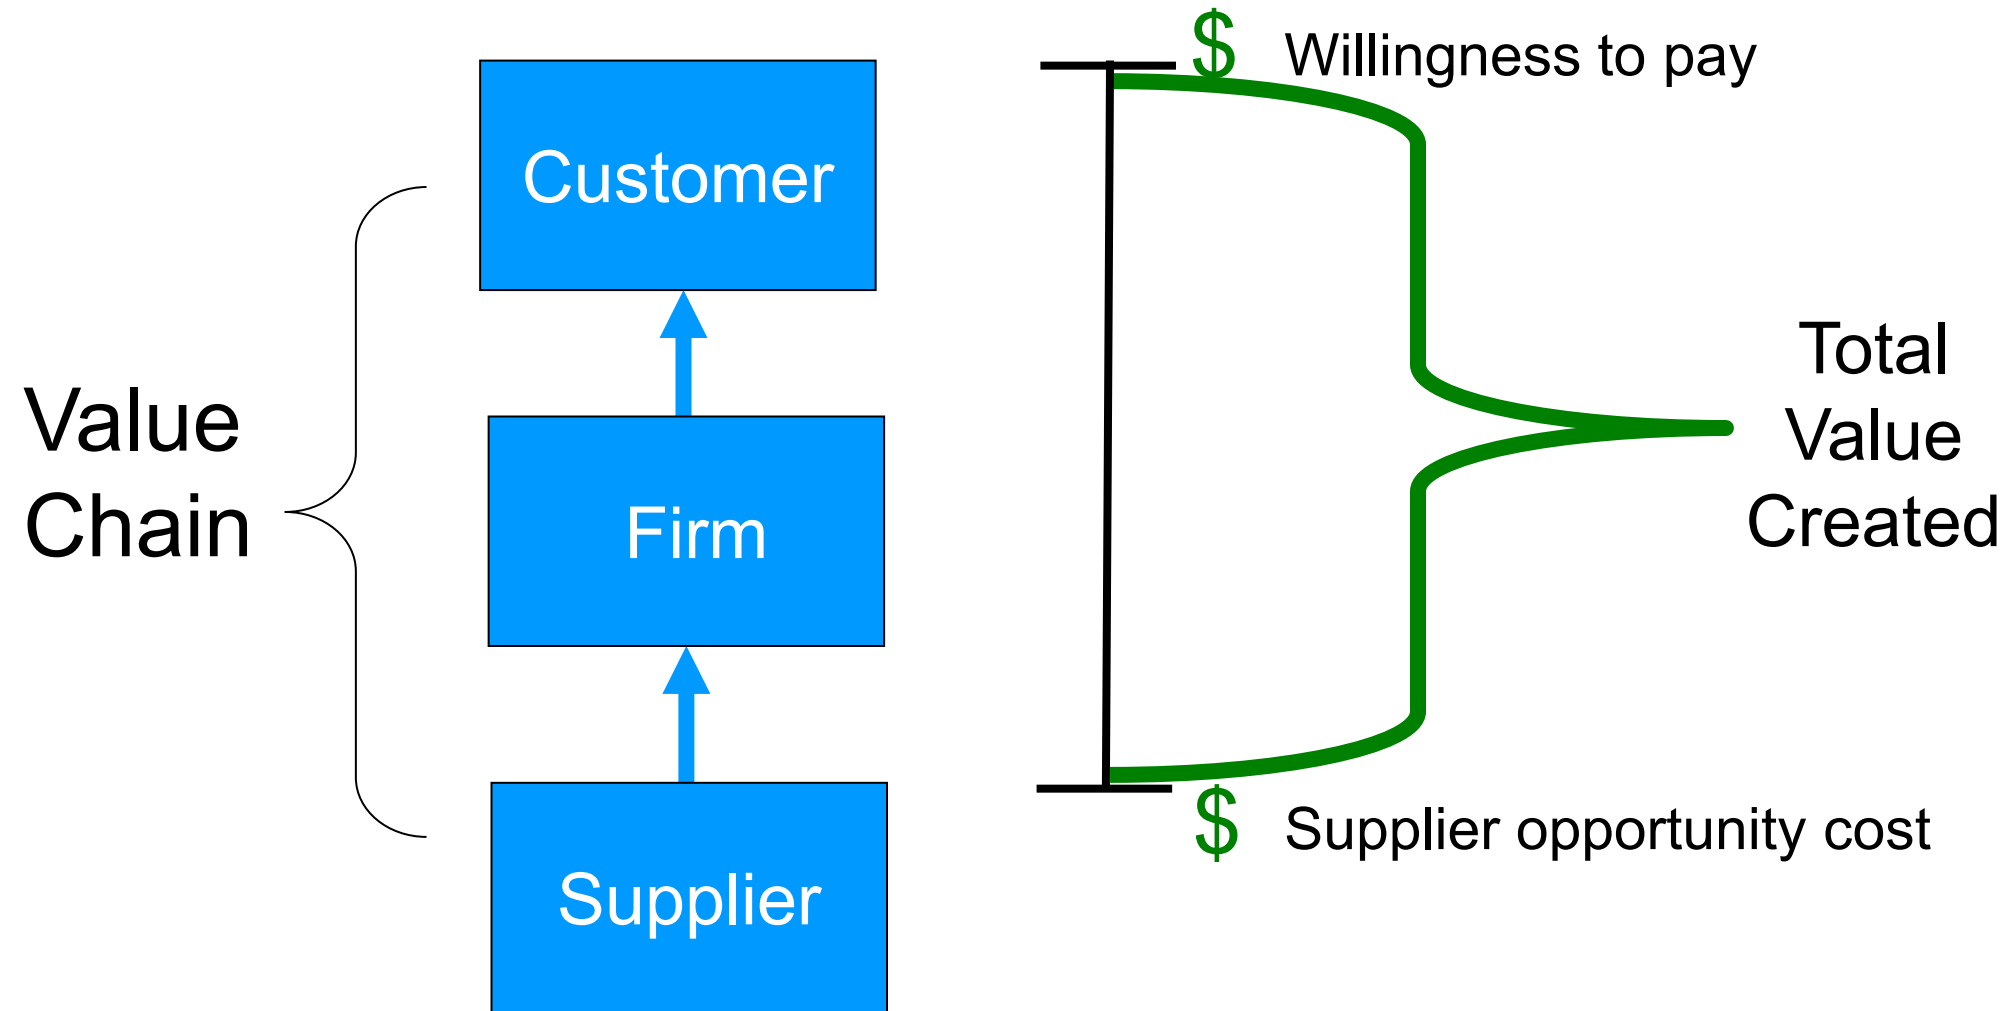 Value
Chain
Customer
Firm
Supplier
$ Willingness to pay
Total
Value
Created
$ Supplier opportunity cost